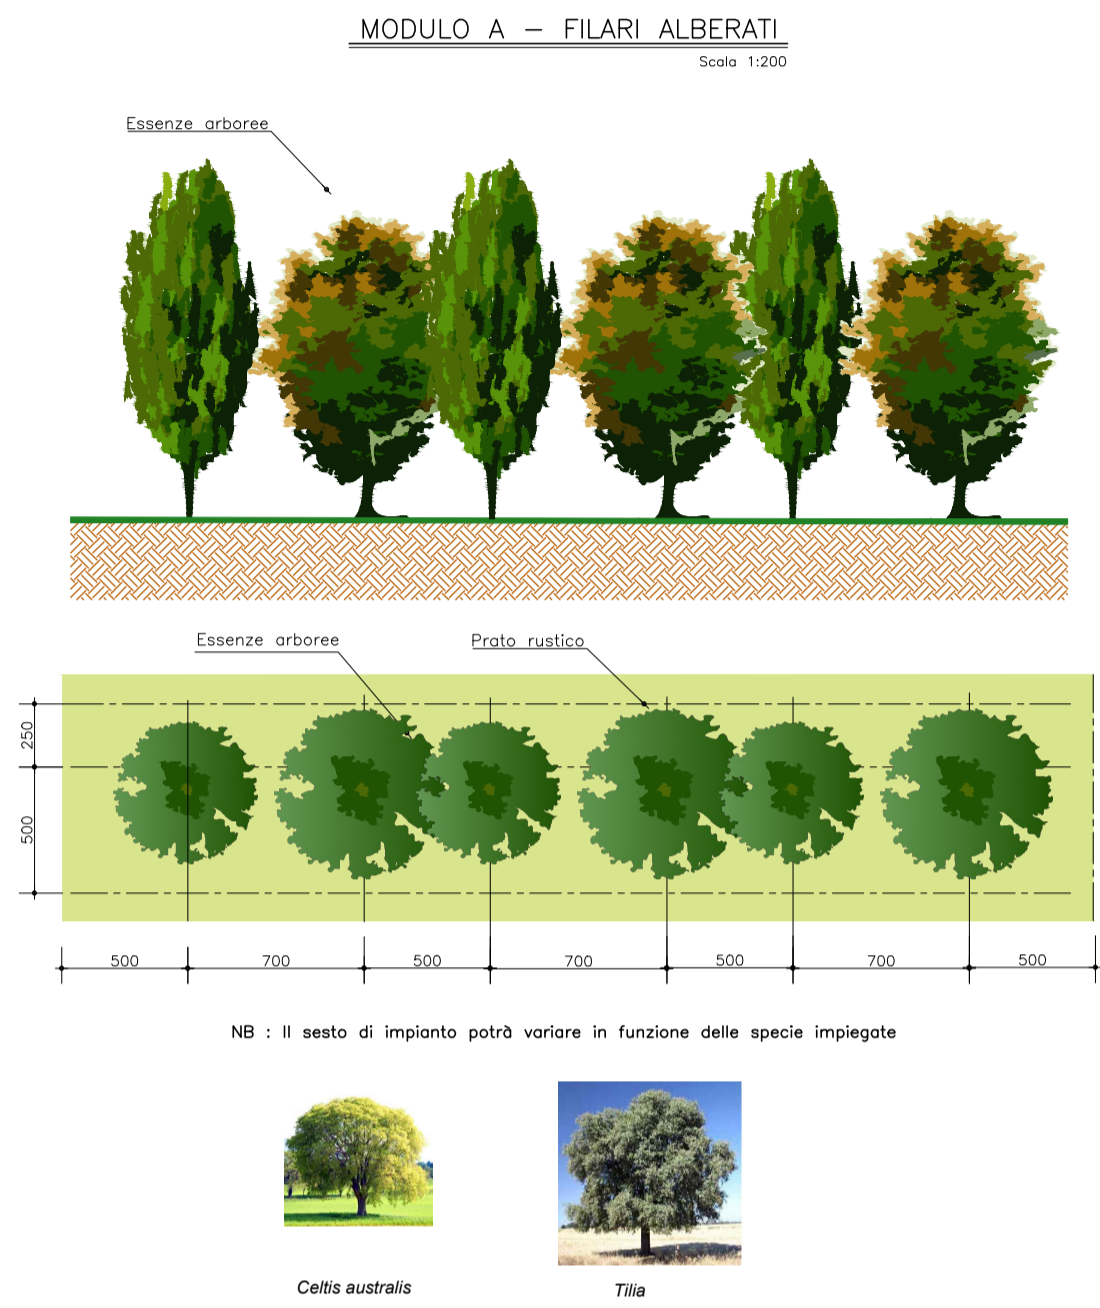 MODULO A – FILARI ALBERATI
Scala 1:200
Essenze arboree
Essenze arboree
Prato rustico
250
500
500
700
500
700
500
700
500
NB : Il sesto di impianto potrà variare in funzione delle specie impiegate
Celtis australis
Tilia